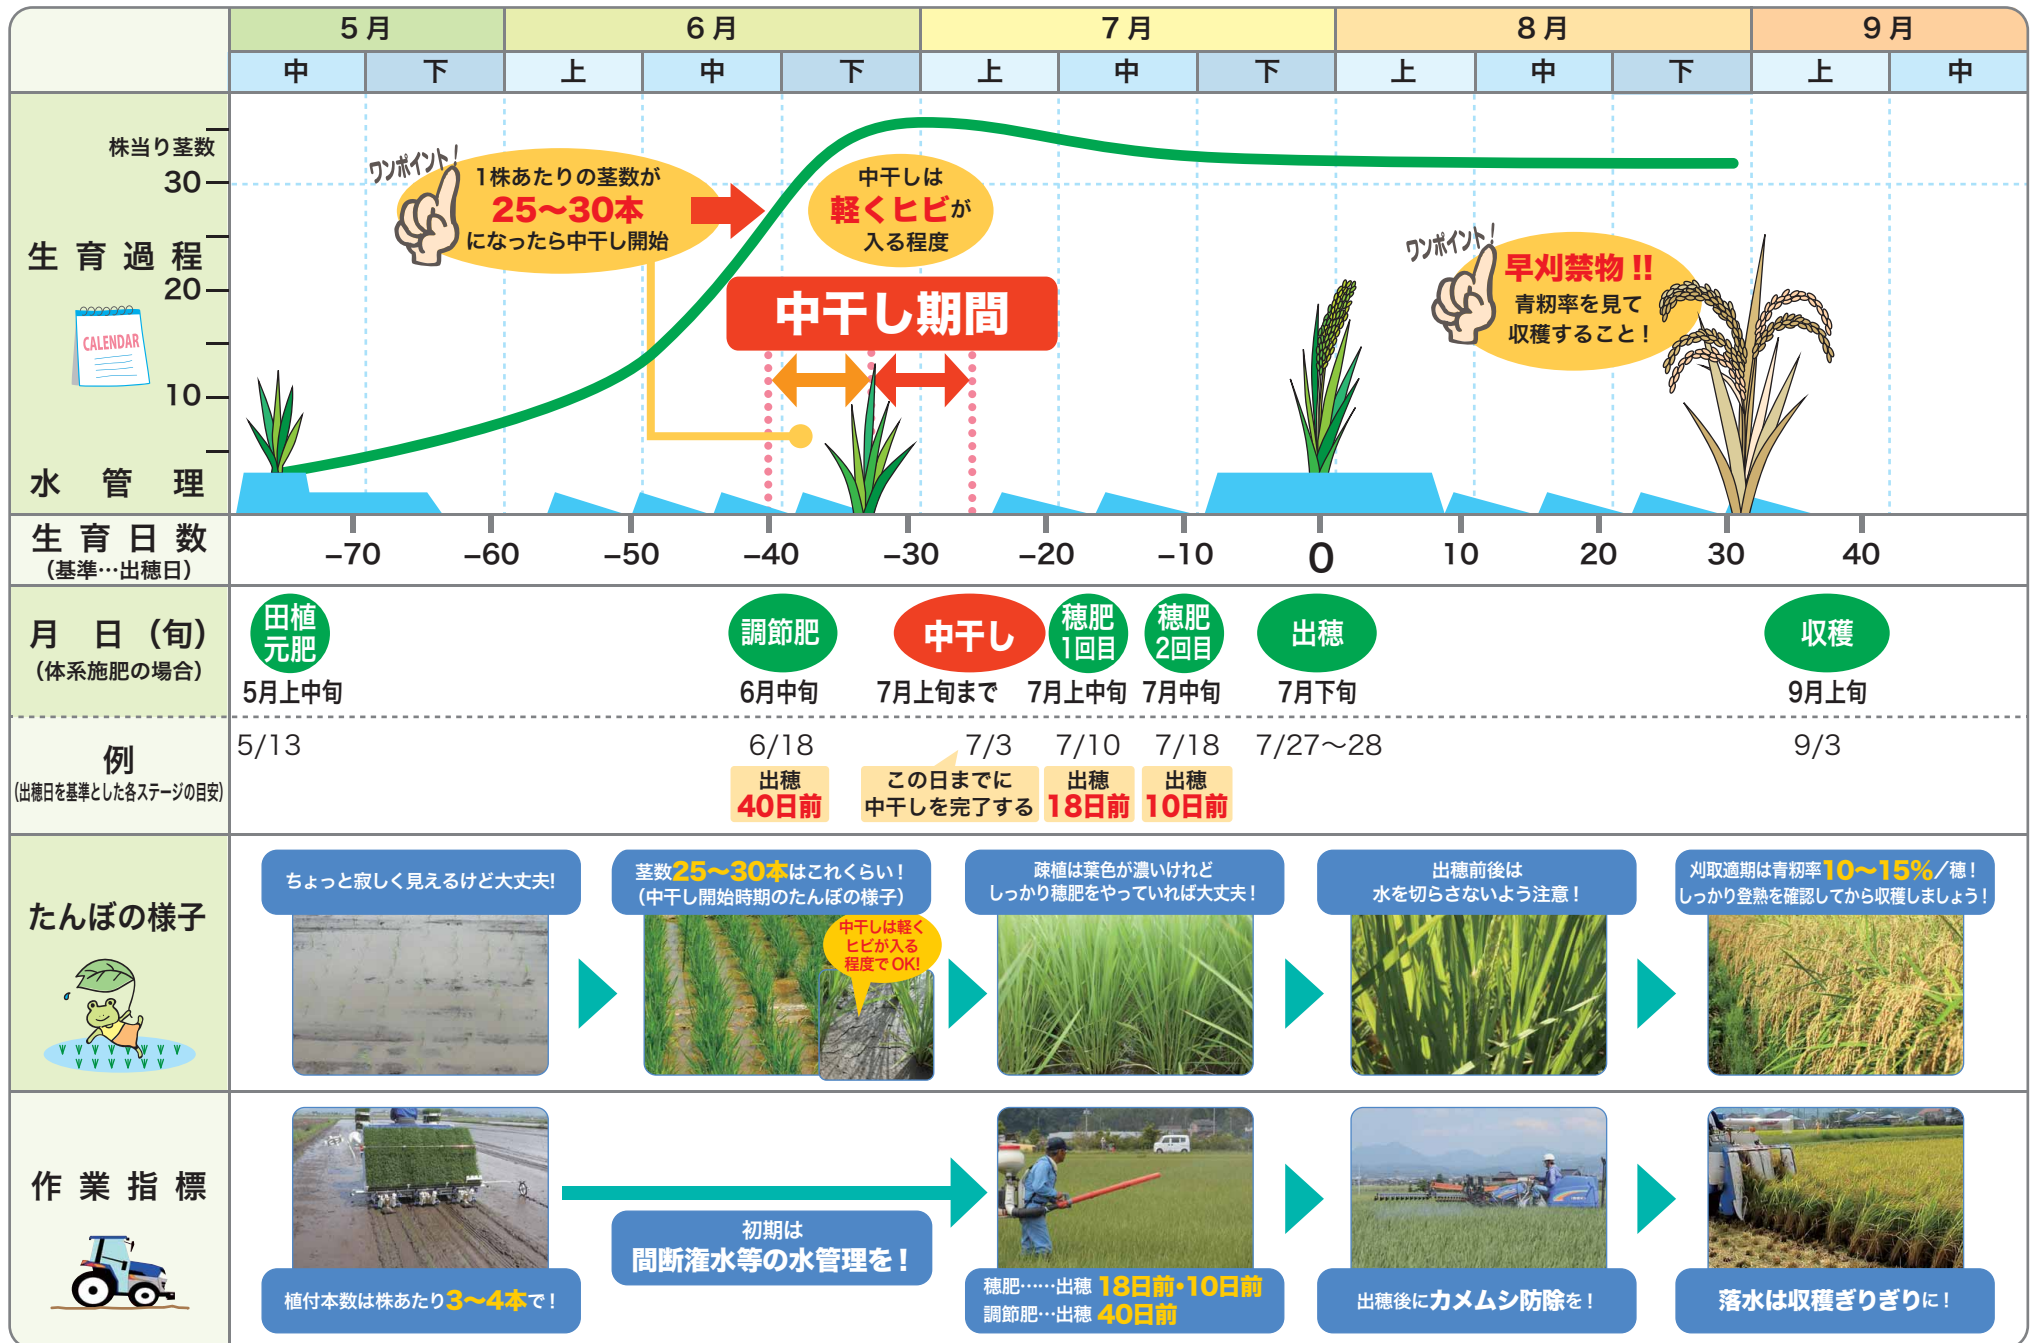 5月
6月
7月
8月
9月
中
下
上
中
下
上
中
下
上
中
下
上
中
株当り茎数
30
20
10
生育過程
CALENDAR
水管理
ワンポイント!
1株あたりの茎数が
25〜30本
になったら中干し開始
中干しは
軽くヒビが
入る程度
中干し期間
ワンポイント!
早刈禁物!!
青籾率を見て
収穫すること!
生育日数
(基準…出穂日)
–70
–60
–50
–40
–30
–20
–10
0
10
20
30
40
月日(旬)
(体系施肥の場合)
田植
元肥
5月上中旬
調節肥
6月中旬
中干し
7月上旬まで
穂肥
1回目
7月上中旬
穂肥
2回目
7月中旬
出穂
7月下旬
収穫
9月上旬
例
(出穂日を基準とした各ステージの目安)
5/13
6/18
出穂
40日前
7/3
この日までに
中干しを完了する
7/10
出穂
18日前
7/18
出穂
10日前
7/27〜28
9/3
たんぼの様子
ちょっと寂しく見えるけど大丈夫!
茎数25〜30本はこれくらい!
(中干し開始時期のたんぼの様子)
中干しは軽く
ヒビが入る
程度でOK!
疎植は葉色が濃いけれど
しっかり穂肥をやっていれば大丈夫!
出穂前後は
水を切らさないよう注意!
刈取適期は青籾率10〜15%/穂!
しっかり登熟を確認してから収穫しましょう!
作業指標
植付本数は株あたり3〜4本で!
初期は
間断潅水等の水管理を!
穂肥……出穂 18日前・10日前
調節肥…出穂 40日前
出穂後にカメムシ防除を!
落水は収穫ぎりぎりに!